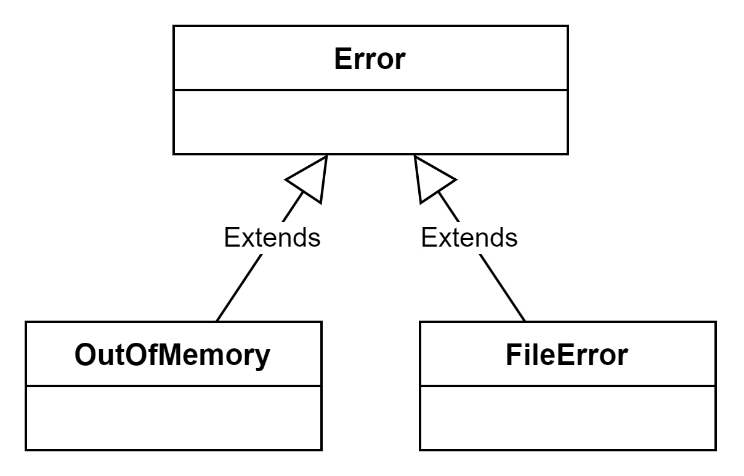 Error
Extends
Extends
OutOfMemory
FileError